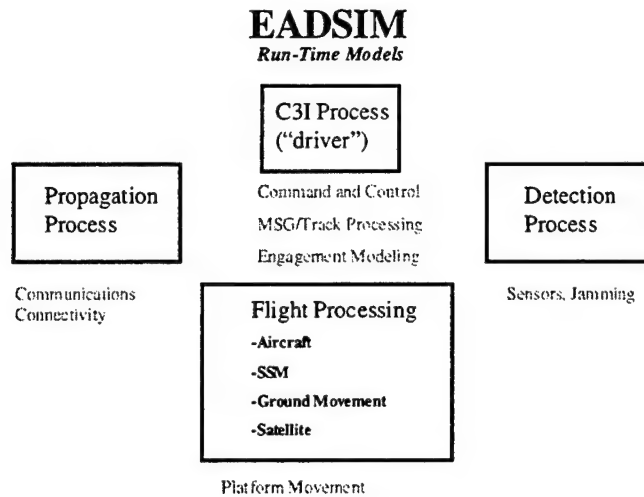 EADSIM
Run-Time Models
C3I Process
("driver")
Propagation
Process
Command and Control
MSG/Track Processing
Engagement Modeling
Detection
Process
Communications
Connectivity
Sensors, Jamming
Flight Processing
-Aircraft
-SSM
-Ground Movement
-Satellite
Platform Movement